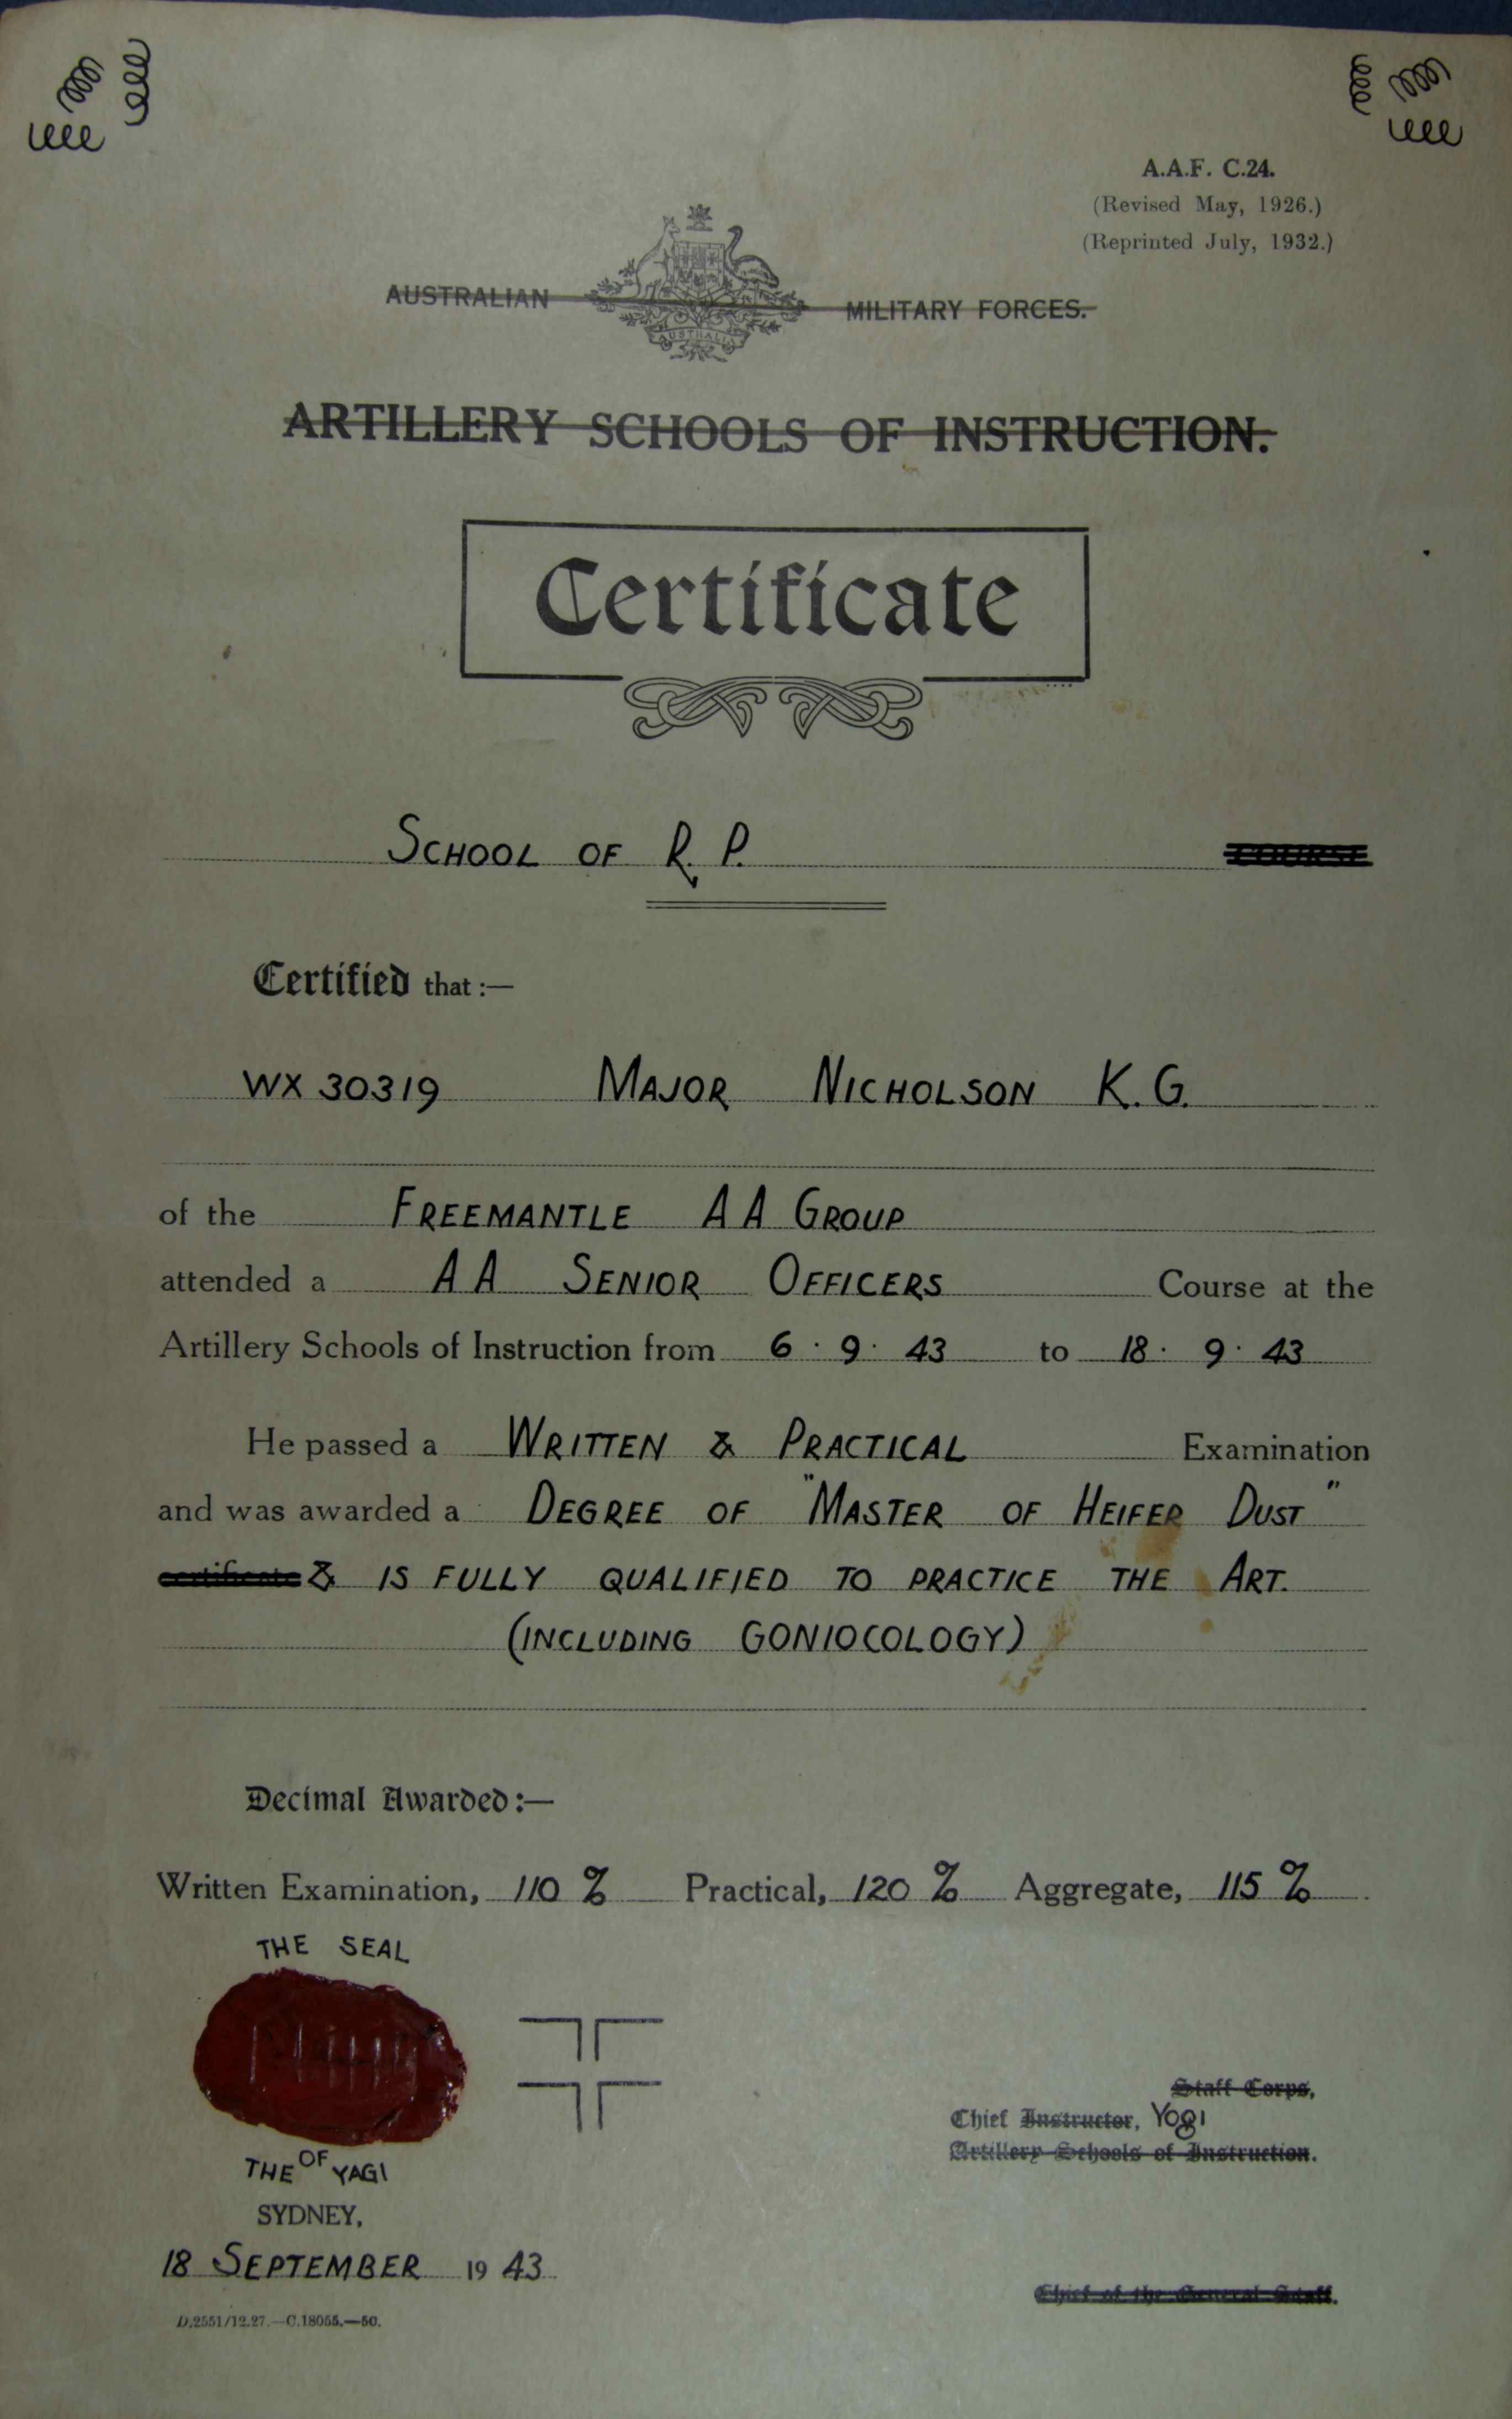 A.A.F. C.24.
(Revised May, 1926.)
(Reprinted July, 1932.)
AUSTRALIAN MILITARY FORCES.
AUSTRALIA
ARTILLERY SCHOOLS OF INSTRUCTION.
Certificate
SCHOOL OF R. P. COURSE
Certified that :—
WX 30319 MAJOR NICHOLSON K. G.
of the FREEMANTLE A A GROUP
attended a A A SENIOR OFFICERS Course at the
Artillery Schools of Instruction from 6 · 9 · 43 to 18 · 9 · 43
He passed a WRITTEN & PRACTICAL Examination
and was awarded a DEGREE OF "MASTER OF HEIFER DUST"
certificate & IS FULLY QUALIFIED TO PRACTICE THE ART.
(INCLUDING GONIOCOLOGY)
Decimal Awarded :—
Written Examination, 110 % Practical, 120 % Aggregate, 115 %
THE SEAL
OF
THE YAGI
Staff Corps,
Chief Instructor, YOGI
Artillery Schools of Instruction.
SYDNEY,
18 SEPTEMBER 19 43
Chief of the General Staff.
D.2551/12.27.—C.18055.—50.